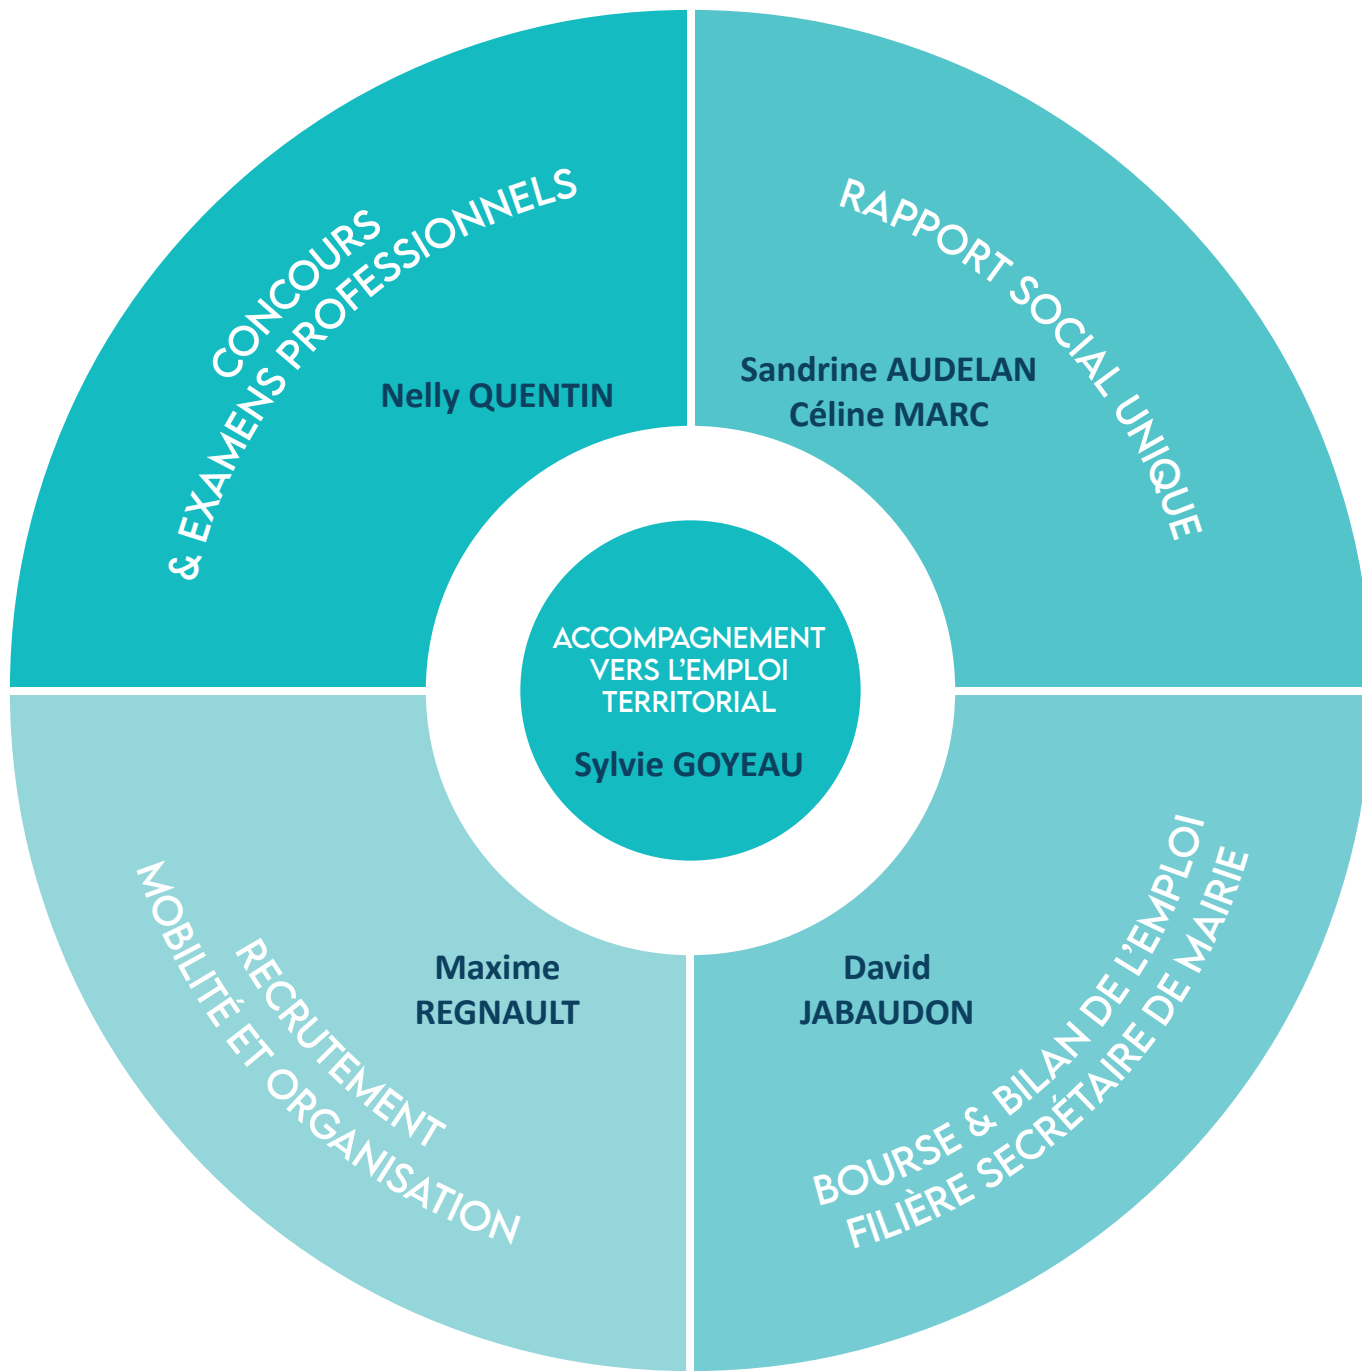 CONCOURS
& EXAMENS PROFESSIONNELS
Nelly QUENTIN
RAPPORT SOCIAL UNIQUE
Sandrine AUDELAN
Céline MARC
ACCOMPAGNEMENT
VERS L'EMPLOI
TERRITORIAL
Sylvie GOYEAU
RECRUTEMENT
MOBILITÉ ET ORGANISATION
Maxime
REGNAULT
David
JABAUDON
BOURSE & BILAN DE L'EMPLOI
FILIÈRE SECRÉTAIRE DE MAIRIE